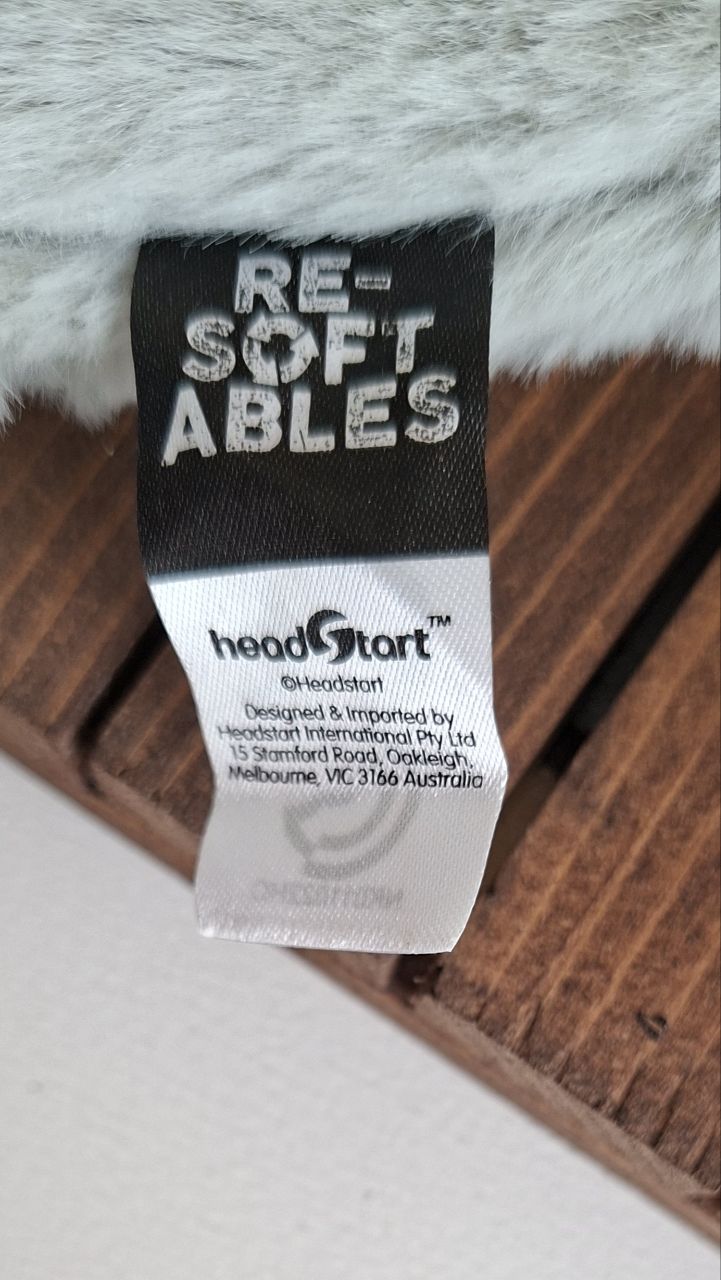 RE-
SOFT
ABLES
headStart™
©Headstart
Designed & Imported by
Headstart International Pty Ltd
15 Stamford Road, Oakleigh,
Melbourne, VIC 3166 Australia